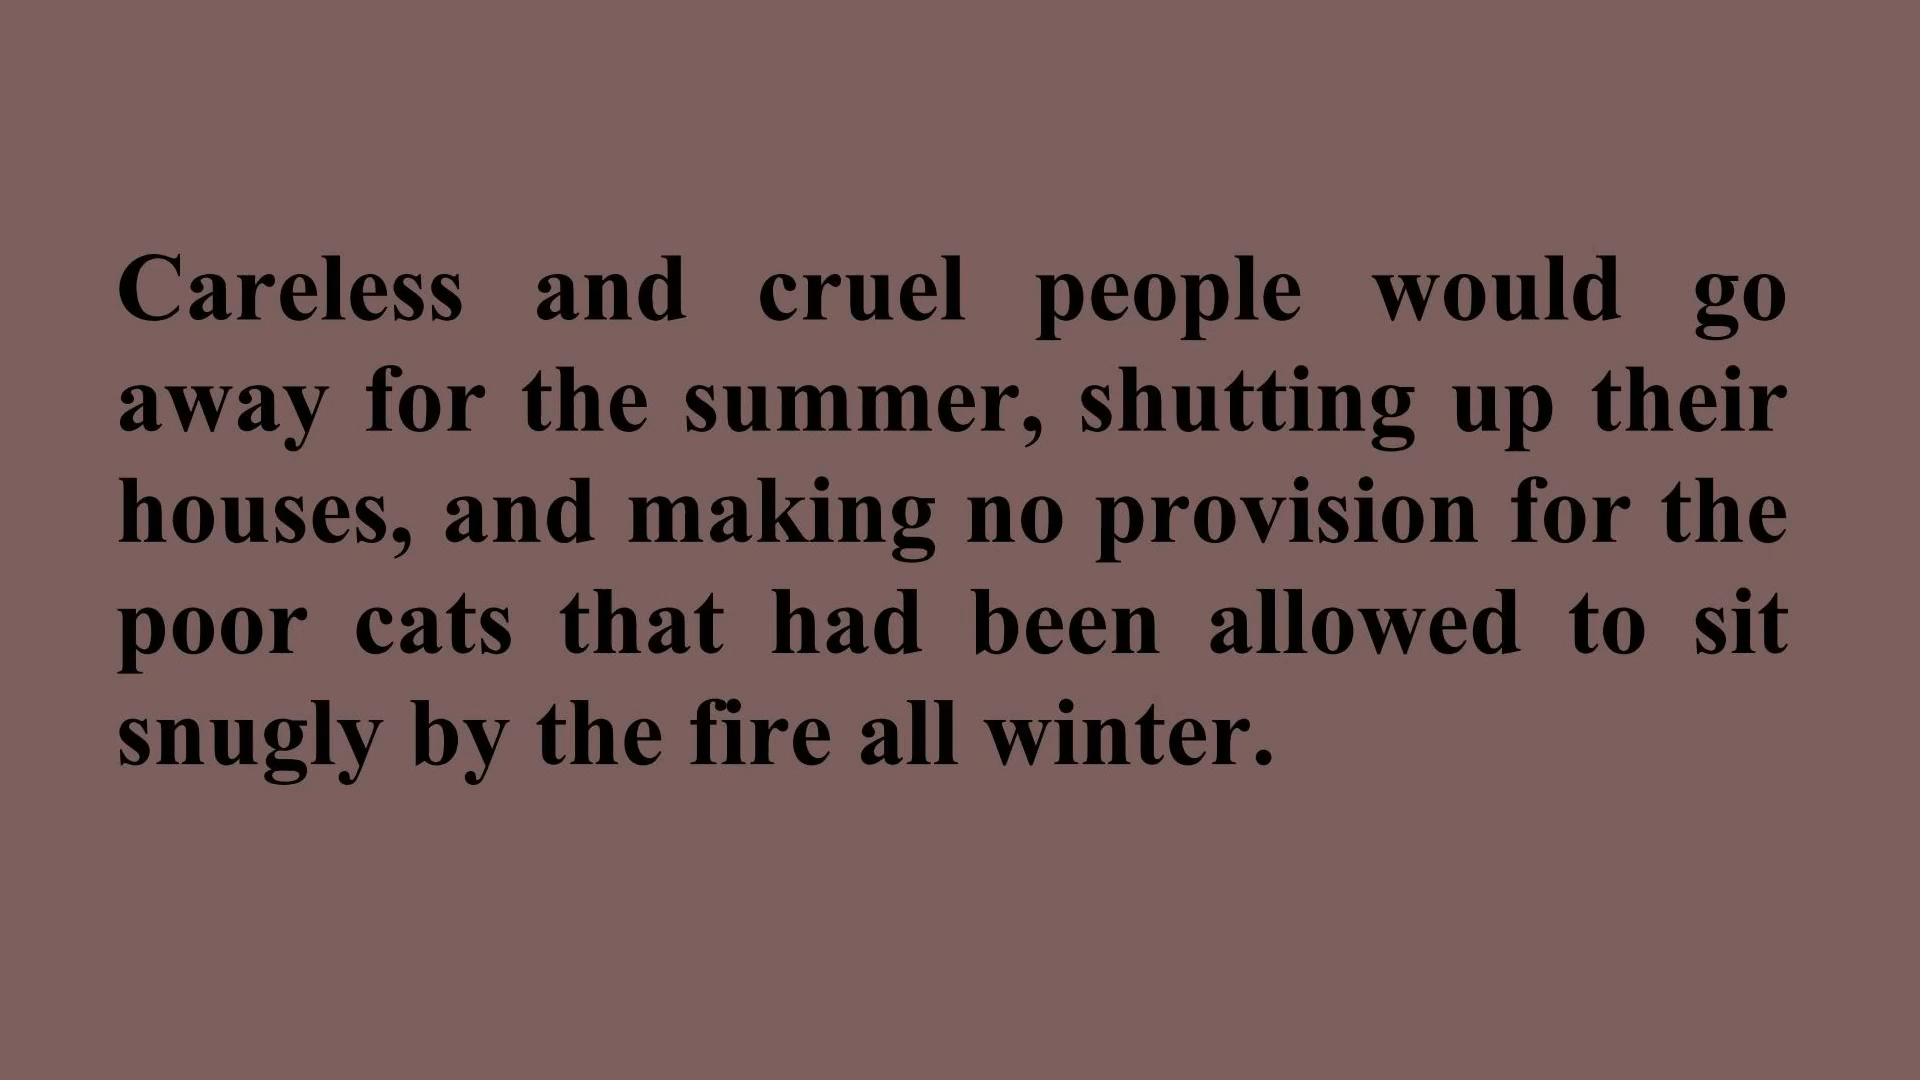 Careless and cruel people would go
away for the summer, shutting up their
houses, and making no provision for the
poor cats that had been allowed to sit
snugly by the fire all winter.